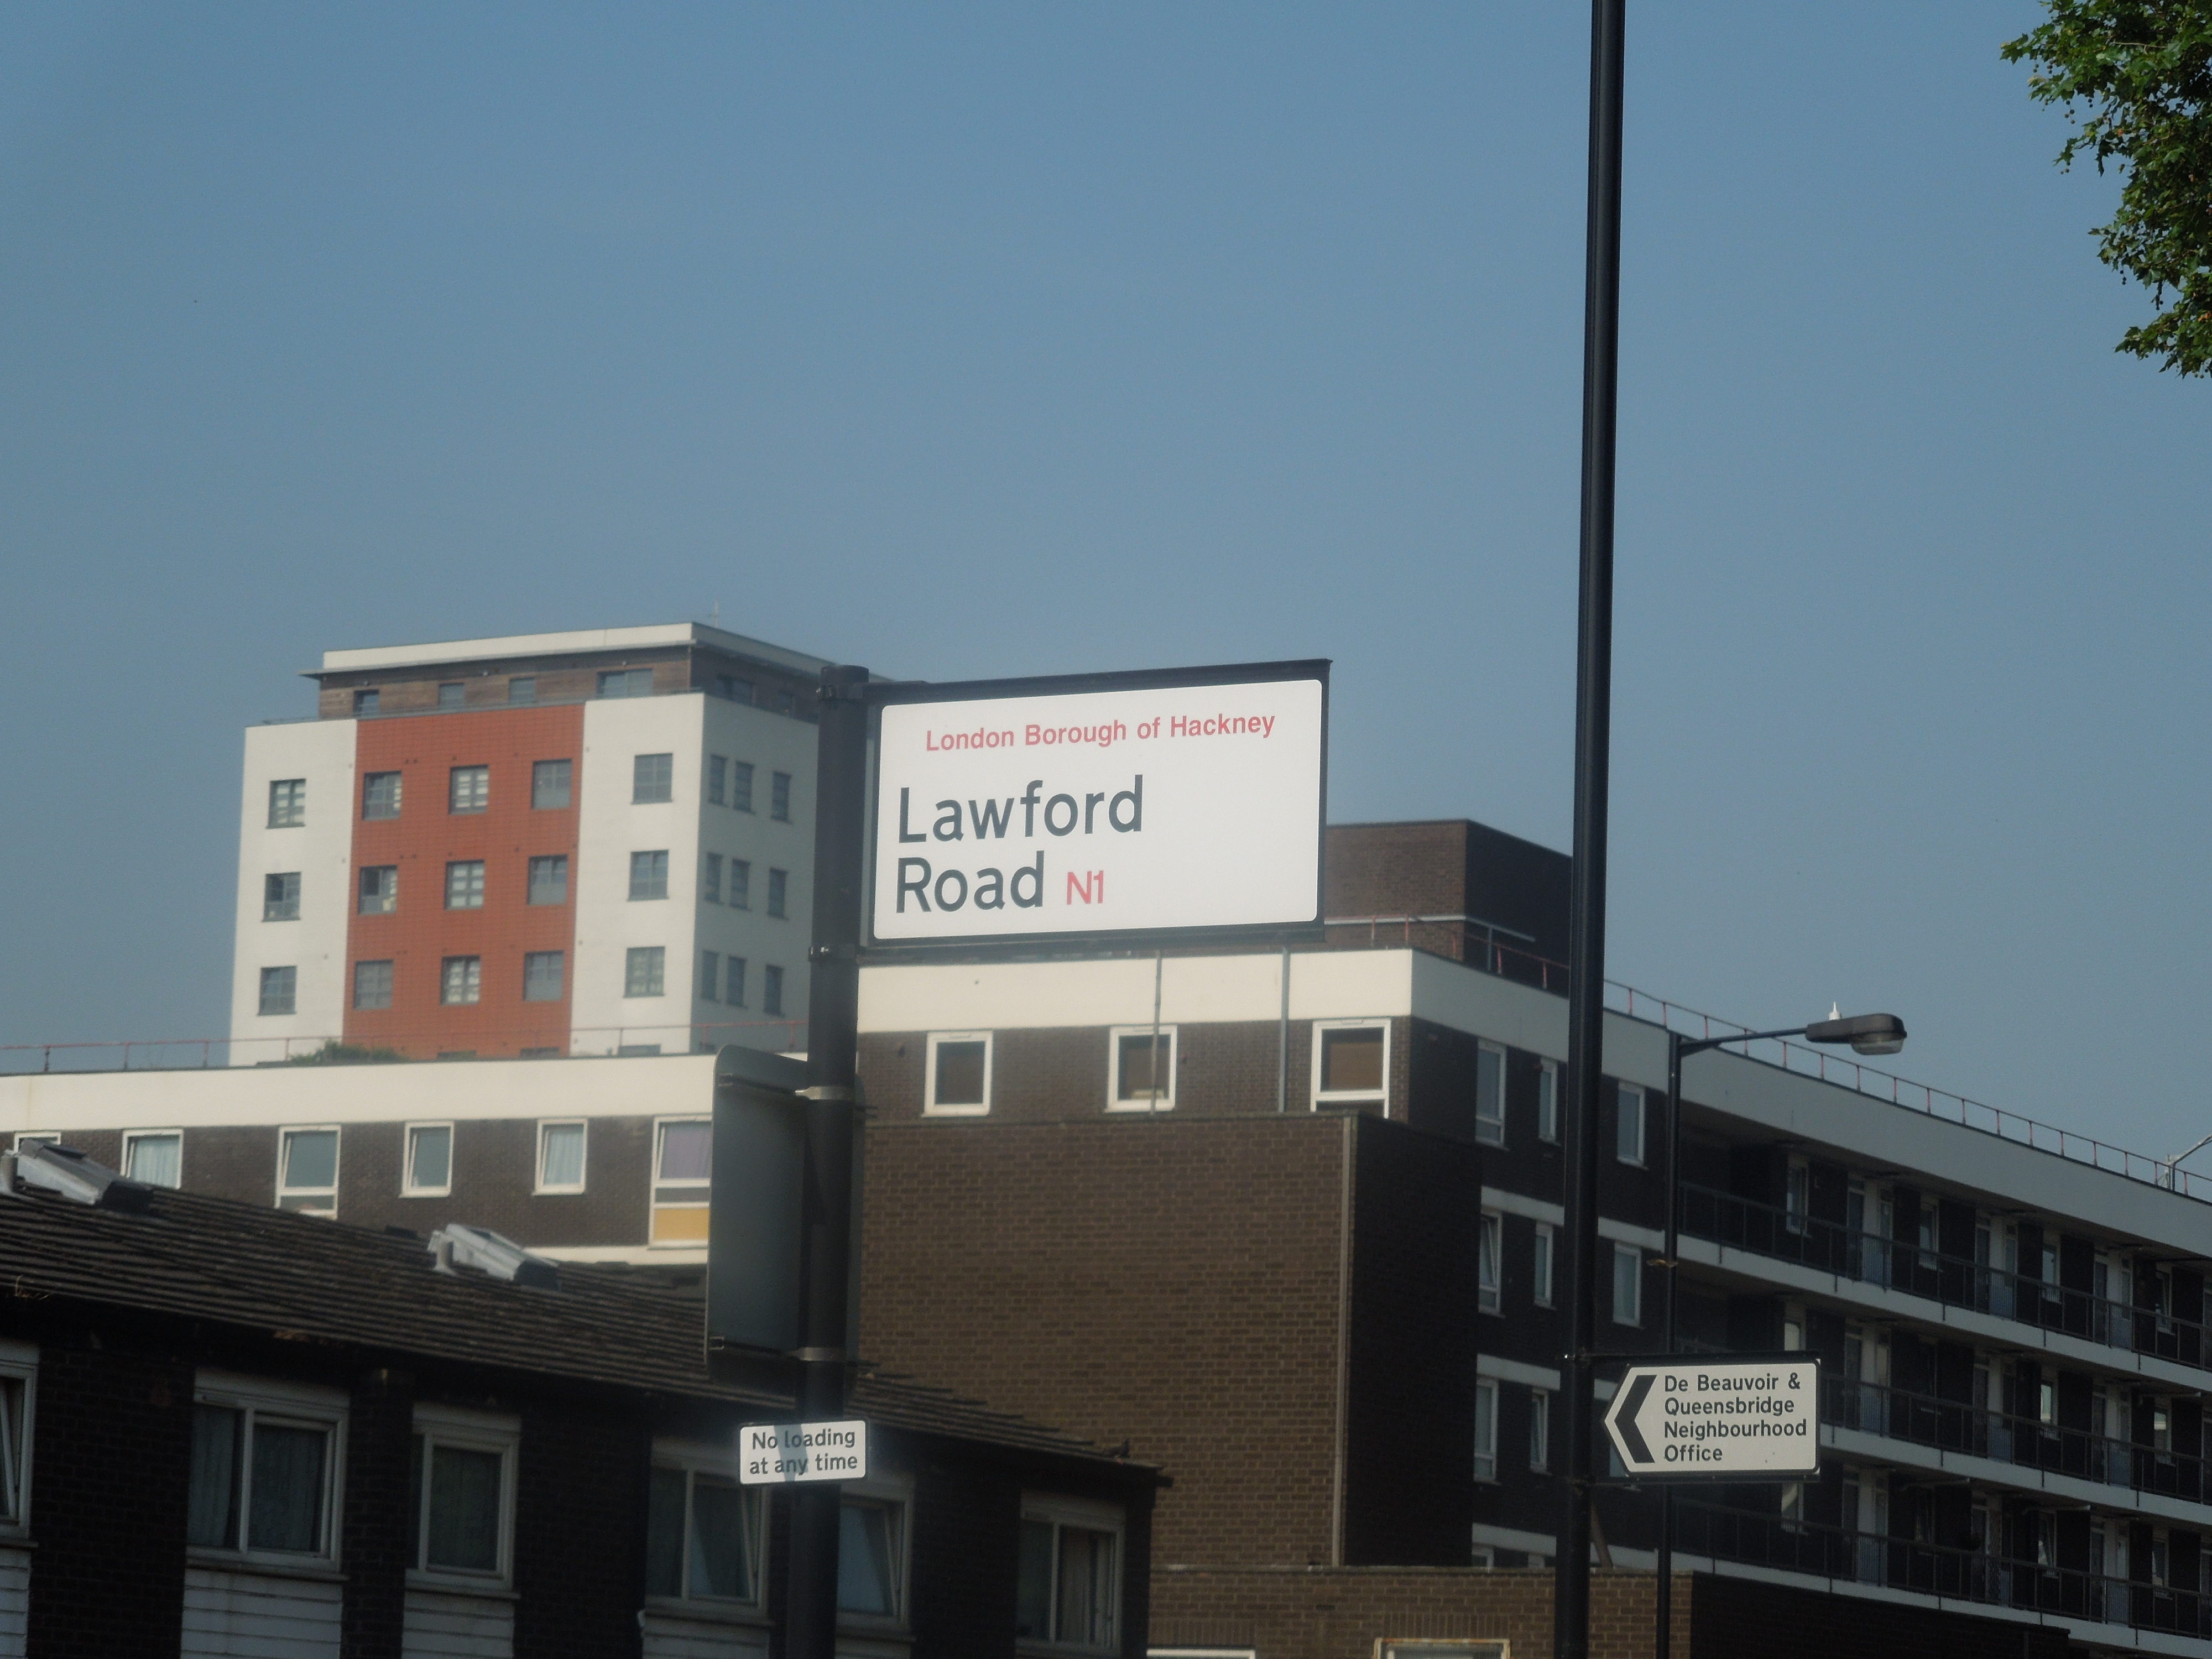 London Borough of Hackney
Lawford
Road N1
No loading
at any time
De Beauvoir &
Queensbridge
Neighbourhood
Office